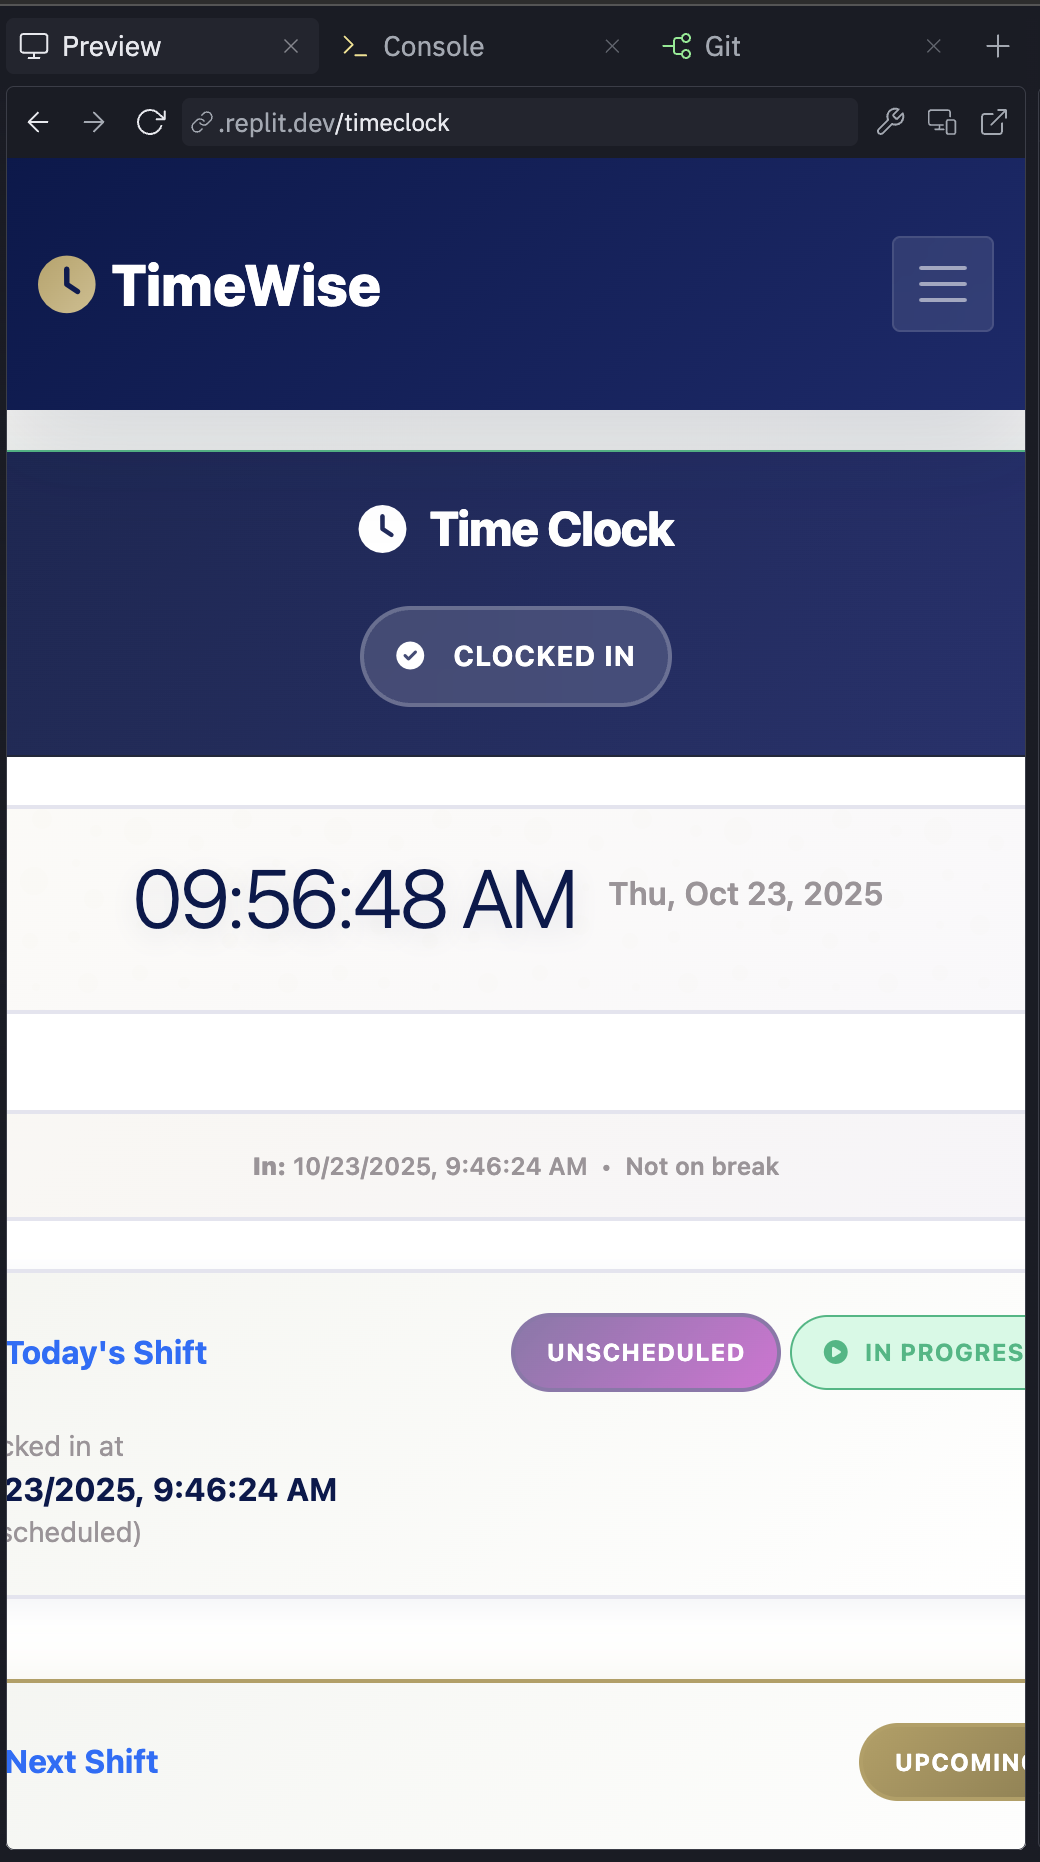 Preview
Console
Git
.replit.dev/timeclock
TimeWise
Time Clock
CLOCKED IN
09:56:48 AM Thu, Oct 23, 2025
In: 10/23/2025, 9:46:24 AM • Not on break
Today's Shift UNSCHEDULED IN PROGRES
cked in at
23/2025, 9:46:24 AM
scheduled)
Next Shift UPCOMING